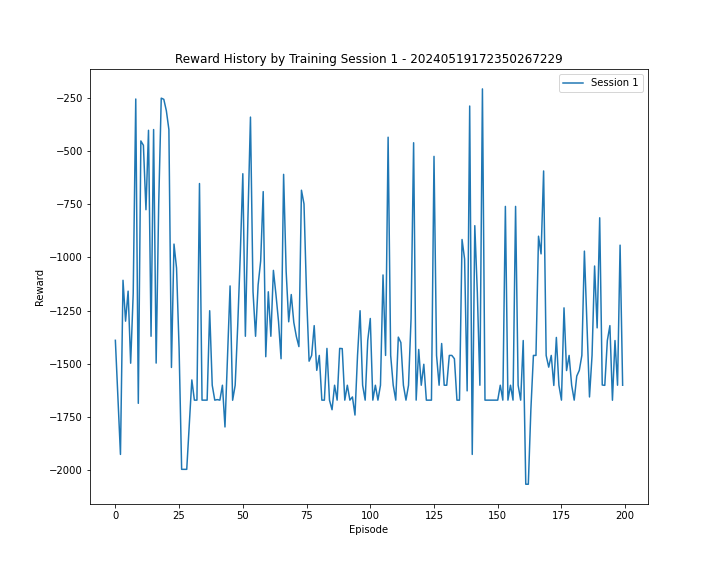 Reward History by Training Session 1 - 20240519172350267229
Session 1
Reward
−250
−500
−750
−1000
−1250
−1500
−1750
−2000
0 25 50 75 100 125 150 175 200
Episode